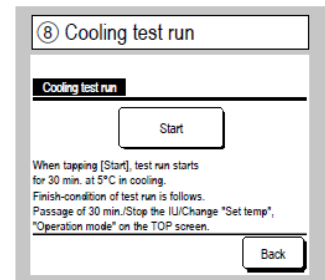 ⑧ Cooling test run
Cooling test run
Start
When tapping [Start], test run starts
for 30 min. at 5°C in cooling.
Finish-condition of test run is follows.
Passage of 30 min./Stop the IU/Change "Set temp",
"Operation mode" on the TOP screen.
Back